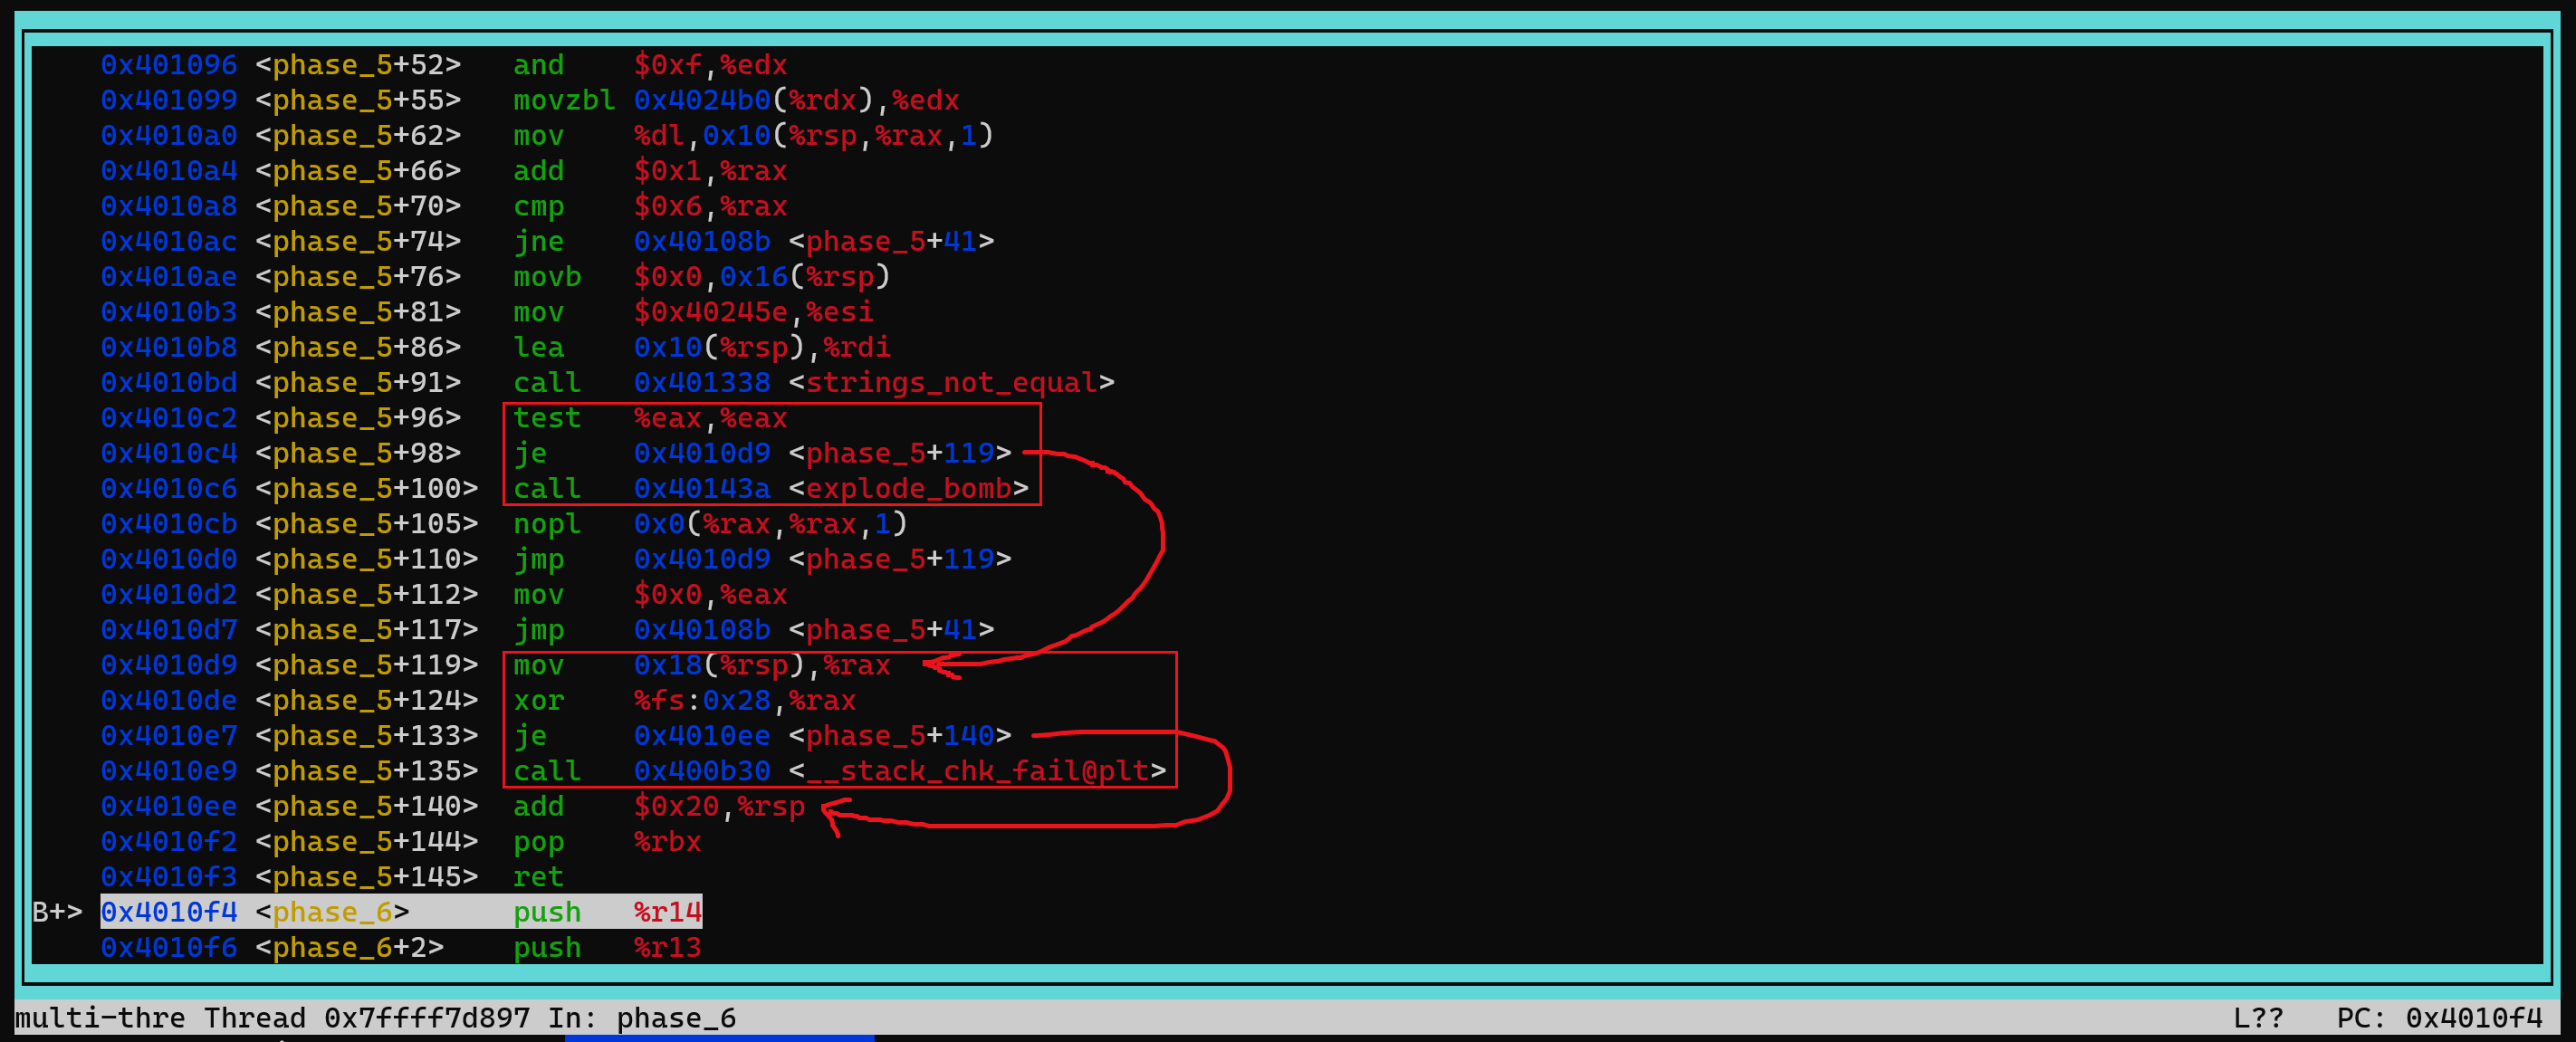 0x401096 <phase_5+52> and $0xf,%edx
0x401099 <phase_5+55> movzbl 0x4024b0(%rdx),%edx
0x4010a0 <phase_5+62> mov %dl,0x10(%rsp,%rax,1)
0x4010a4 <phase_5+66> add $0x1,%rax
0x4010a8 <phase_5+70> cmp $0x6,%rax
0x4010ac <phase_5+74> jne 0x40108b <phase_5+41>
0x4010ae <phase_5+76> movb $0x0,0x16(%rsp)
0x4010b3 <phase_5+81> mov $0x40245e,%esi
0x4010b8 <phase_5+86> lea 0x10(%rsp),%rdi
0x4010bd <phase_5+91> call 0x401338 <strings_not_equal>
0x4010c2 <phase_5+96> test %eax,%eax
0x4010c4 <phase_5+98> je 0x4010d9 <phase_5+119>
0x4010c6 <phase_5+100> call 0x40143a <explode_bomb>
0x4010cb <phase_5+105> nopl 0x0(%rax,%rax,1)
0x4010d0 <phase_5+110> jmp 0x4010d9 <phase_5+119>
0x4010d2 <phase_5+112> mov $0x0,%eax
0x4010d7 <phase_5+117> jmp 0x40108b <phase_5+41>
0x4010d9 <phase_5+119> mov 0x18(%rsp),%rax
0x4010de <phase_5+124> xor %fs:0x28,%rax
0x4010e7 <phase_5+133> je 0x4010ee <phase_5+140>
0x4010e9 <phase_5+135> call 0x400b30 <__stack_chk_fail@plt>
0x4010ee <phase_5+140> add $0x20,%rsp
0x4010f2 <phase_5+144> pop %rbx
0x4010f3 <phase_5+145> ret
B+> 0x4010f4 <phase_6> push %r14
0x4010f6 <phase_6+2> push %r13
multi-thre Thread 0x7ffff7d897 In: phase_6 L?? PC: 0x4010f4